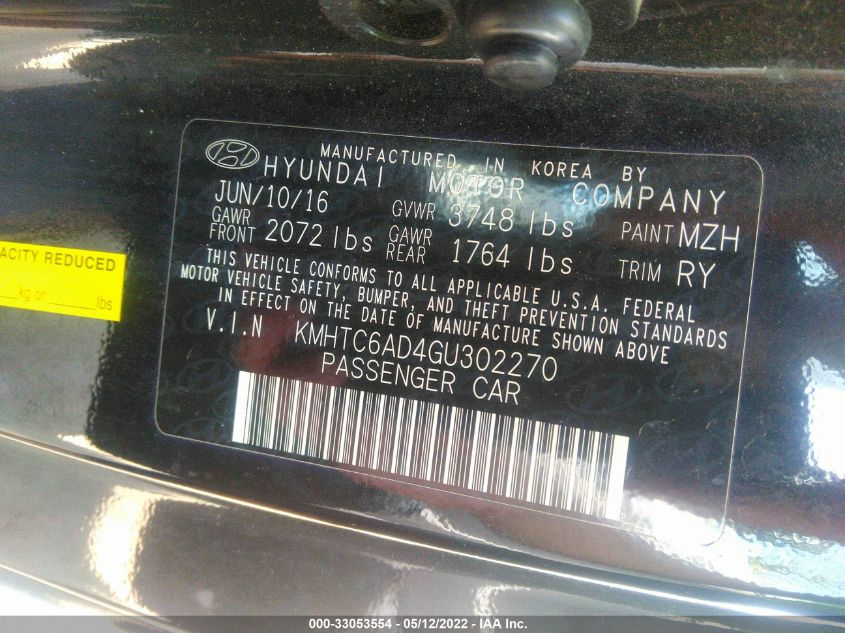 MANUFACTURED IN KOREA BY
HYUNDAI MOTOR COMPANY
JUN/10/16 GVWR 3748 lbs PAINT MZH
GAWR FRONT 2072 lbs GAWR REAR 1764 lbs TRIM RY
THIS VEHICLE CONFORMS TO ALL APPLICABLE U.S.A. FEDERAL
MOTOR VEHICLE SAFETY, BUMPER, AND THEFT PREVENTION STANDARDS
IN EFFECT ON THE DATE OF MANUFACTURE SHOWN ABOVE
V.I.N KMHTC6AD4GU302270
PASSENGER CAR
ACITY REDUCED
kg or lbs
000-33053554 - 05/12/2022 - IAA Inc.